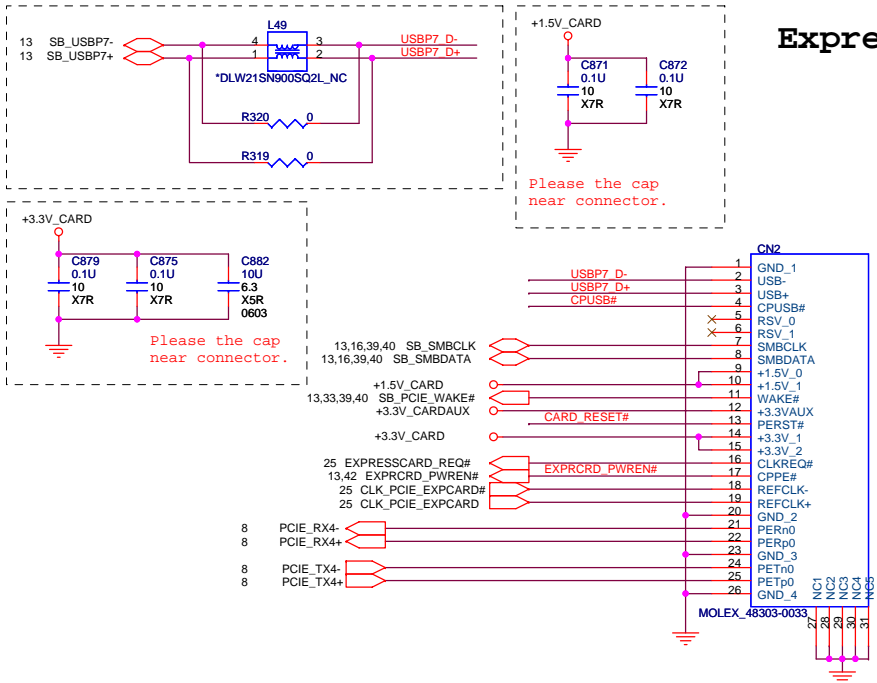 L49
13 SB_USBP7- 4 3 USBP7_D-
13 SB_USBP7+ 1 2 USBP7_D+
*DLW21SN900SQ2L_NC
R320 0
R319 0
+1.5V_CARD
C871 C872
0.1U 0.1U
10 10
X7R X7R
Please the cap
near connector.
Expre
+3.3V_CARD
C879 C875 C882
0.1U 0.1U 10U
10 10 6.3
X7R X7R X5R
0603
Please the cap
near connector.
CN2
1 GND_1
USBP7_D- 2 USB-
USBP7_D+ 3 USB+
CPUSB# 4 CPUSB#
5 RSV_0
6 RSV_1
13,16,39,40 SB_SMBCLK 7 SMBCLK
13,16,39,40 SB_SMBDATA 8 SMBDATA
9 +1.5V_0
+1.5V_CARD 10 +1.5V_1
13,33,39,40 SB_PCIE_WAKE# 11 WAKE#
+3.3V_CARDAUX 12 +3.3VAUX
CARD_RESET# 13 PERST#
+3.3V_CARD 14 +3.3V_1
15 +3.3V_2
25 EXPRESSCARD_REQ# 16 CLKREQ#
13,42 EXPRCRD_PWREN# EXPRCRD_PWREN# 17 CPPE#
25 CLK_PCIE_EXPCARD# 18 REFCLK-
25 CLK_PCIE_EXPCARD 19 REFCLK+
20 GND_2
8 PCIE_RX4- 21 PERn0
8 PCIE_RX4+ 22 PERp0
23 GND_3
8 PCIE_TX4- 24 PETn0
8 PCIE_TX4+ 25 PETp0
26 GND_4
NC1 NC2 NC3 NC4 NC5
MOLEX_48303-0033
27 28 29 30 31